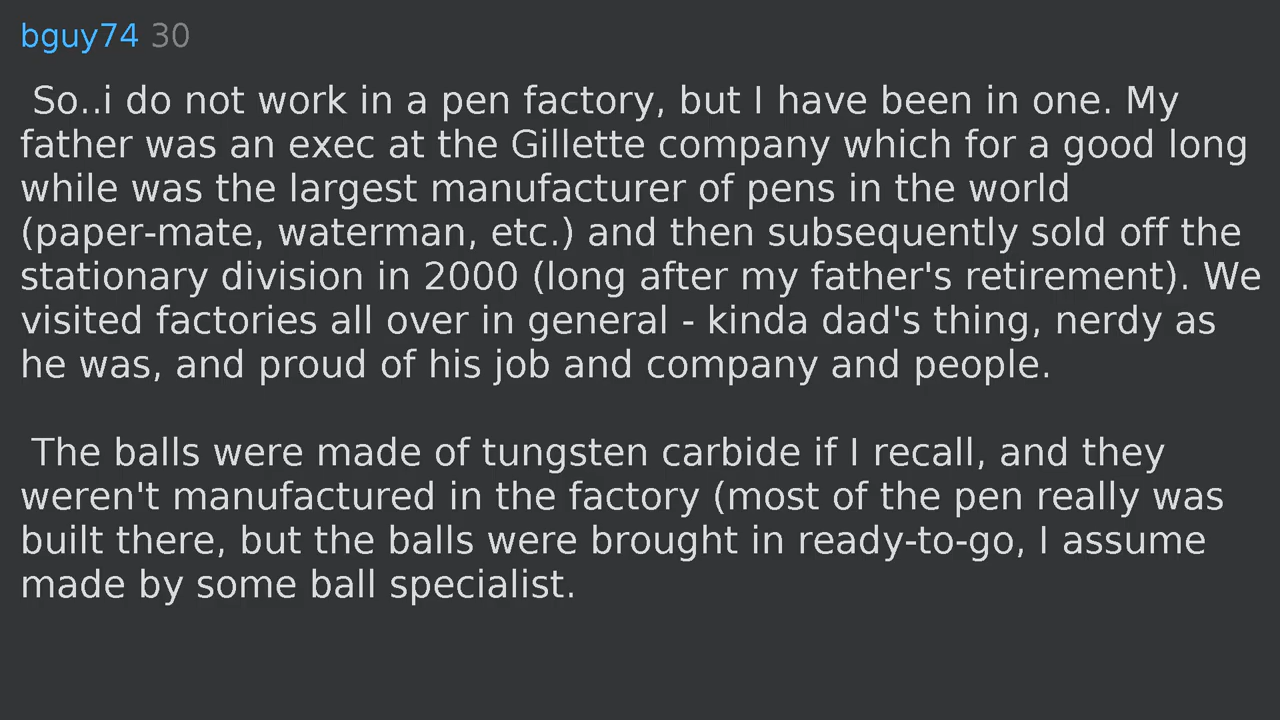 bguy74 30
So..i do not work in a pen factory, but I have been in one. My
father was an exec at the Gillette company which for a good long
while was the largest manufacturer of pens in the world
(paper-mate, waterman, etc.) and then subsequently sold off the
stationary division in 2000 (long after my father's retirement). We
visited factories all over in general - kinda dad's thing, nerdy as
he was, and proud of his job and company and people.
The balls were made of tungsten carbide if I recall, and they
weren't manufactured in the factory (most of the pen really was
built there, but the balls were brought in ready-to-go, I assume
made by some ball specialist.